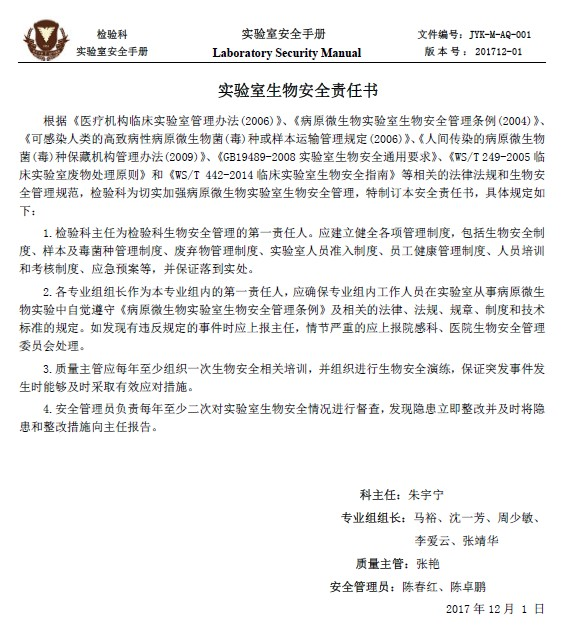 检验科
实验室安全手册
实验室安全手册
Laboratory Security Manual
文件编号：JYK-M-AQ-001
版本号：201712-01
实验室生物安全责任书
根据《医疗机构临床实验室管理办法(2006)》、《病原微生物实验室生物安全管理条例(2004)》、
《可感染人类的高致病性病原微生物菌(毒)种或样本运输管理规定(2006)》、《人间传染的病原微生物
菌(毒)种保藏机构管理办法(2009)》、《GB19489-2008 实验室生物安全通用要求》、《WS/T 249-2005 临
床实验室废物处理原则》和《WS/T 442-2014 临床实验室生物安全指南》等相关的法律法规和生物安
全管理规范，检验科为切实加强病原微生物实验室生物安全管理，特制订本安全责任书，具体规定如
下：
1.检验科主任为检验科生物安全管理的第一责任人。应建立健全各项管理制度，包括生物安全制
度、样本及毒菌种管理制度、废弃物管理制度、实验室人员准入制度、员工健康管理制度、人员培训
和考核制度、应急预案等，并保证落到实处。
2.各专业组组长作为本专业组内的第一责任人，应确保专业组内工作人员在实验室从事病原微生
物实验中自觉遵守《病原微生物实验室生物安全管理条例》及相关的法律、法规、规章、制度和技术
标准的规定。如发现有违反规定的事件时应上报主任，情节严重的应上报院感科、医院生物安全管理
委员会处理。
3.质量主管应每年至少组织一次生物安全相关培训，并组织进行生物安全演练，保证突发事件发
生时能够及时采取有效应对措施。
4.安全管理员负责每年至少二次对实验室生物安全情况进行督查，发现隐患立即整改并及时将隐
患和整改措施向主任报告。
科主任：朱宇宁
专业组组长：马裕、沈一芳、周少敏、
李爱云、张靖华
质量主管：张艳
安全管理员：陈春红、陈卓鹏
2017 年 12 月 1 日